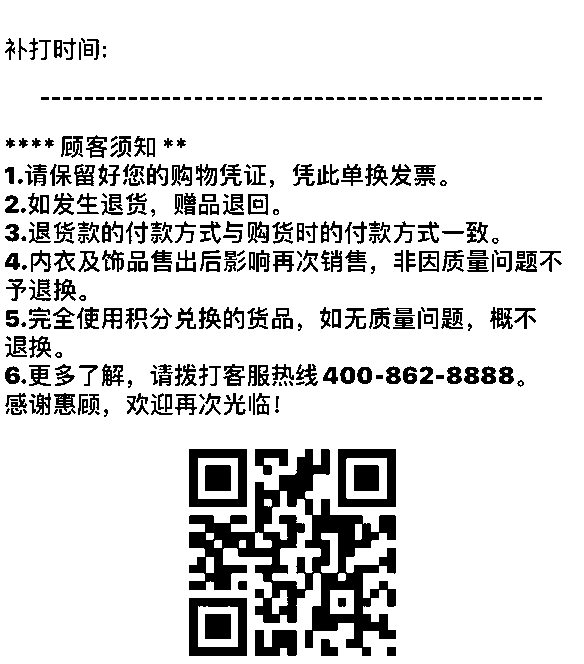 补打时间:
----------------------------------------
**** 顾客须知 **
1.请保留好您的购物凭证，凭此单换发票。
2.如发生退货，赠品退回。
3.退货款的付款方式与购货时的付款方式一致。
4.内衣及饰品售出后影响再次销售，非因质量问题不
予退换。
5.完全使用积分兑换的货品，如无质量问题，概不
退换。
6.更多了解，请拨打客服热线400-862-8888。
感谢惠顾，欢迎再次光临！